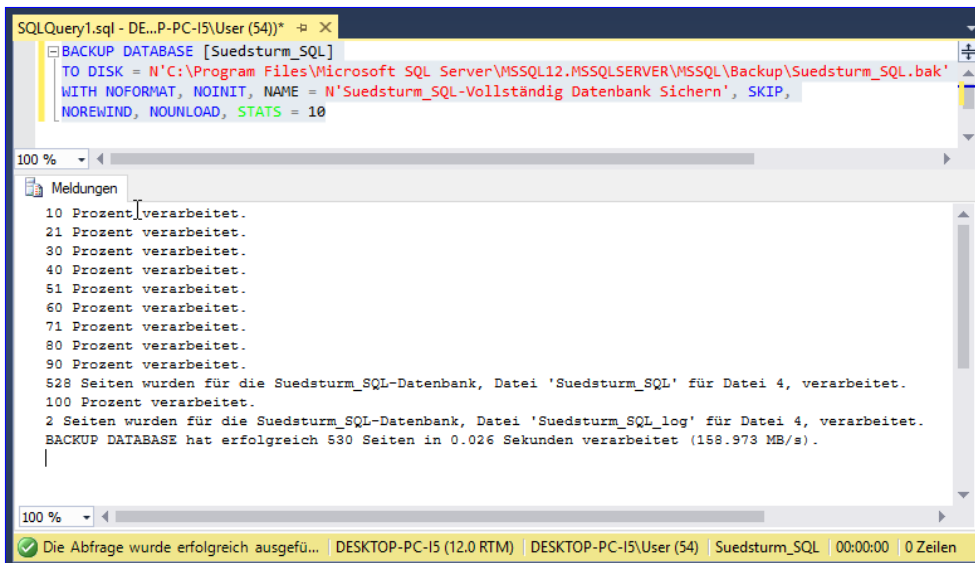 SQLQuery1.sql - DE...P-PC-I5\User (54))*
BACKUP DATABASE [Suedsturm_SQL]
TO DISK = N'C:\Program Files\Microsoft SQL Server\MSSQL12.MSSQLSERVER\MSSQL\Backup\Suedsturm_SQL.bak'
WITH NOFORMAT, NOINIT, NAME = N'Suedsturm_SQL-Vollständig Datenbank Sichern', SKIP,
NOREWIND, NOUNLOAD, STATS = 10
100 %
Meldungen
10 Prozent verarbeitet.
21 Prozent verarbeitet.
30 Prozent verarbeitet.
40 Prozent verarbeitet.
51 Prozent verarbeitet.
60 Prozent verarbeitet.
71 Prozent verarbeitet.
80 Prozent verarbeitet.
90 Prozent verarbeitet.
528 Seiten wurden für die Suedsturm_SQL-Datenbank, Datei 'Suedsturm_SQL' für Datei 4, verarbeitet.
100 Prozent verarbeitet.
2 Seiten wurden für die Suedsturm_SQL-Datenbank, Datei 'Suedsturm_SQL_log' für Datei 4, verarbeitet.
BACKUP DATABASE hat erfolgreich 530 Seiten in 0.026 Sekunden verarbeitet (158.973 MB/s).
100 %
Die Abfrage wurde erfolgreich ausgefü... DESKTOP-PC-I5 (12.0 RTM) DESKTOP-PC-I5\User (54) Suedsturm_SQL 00:00:00 0 Zeilen